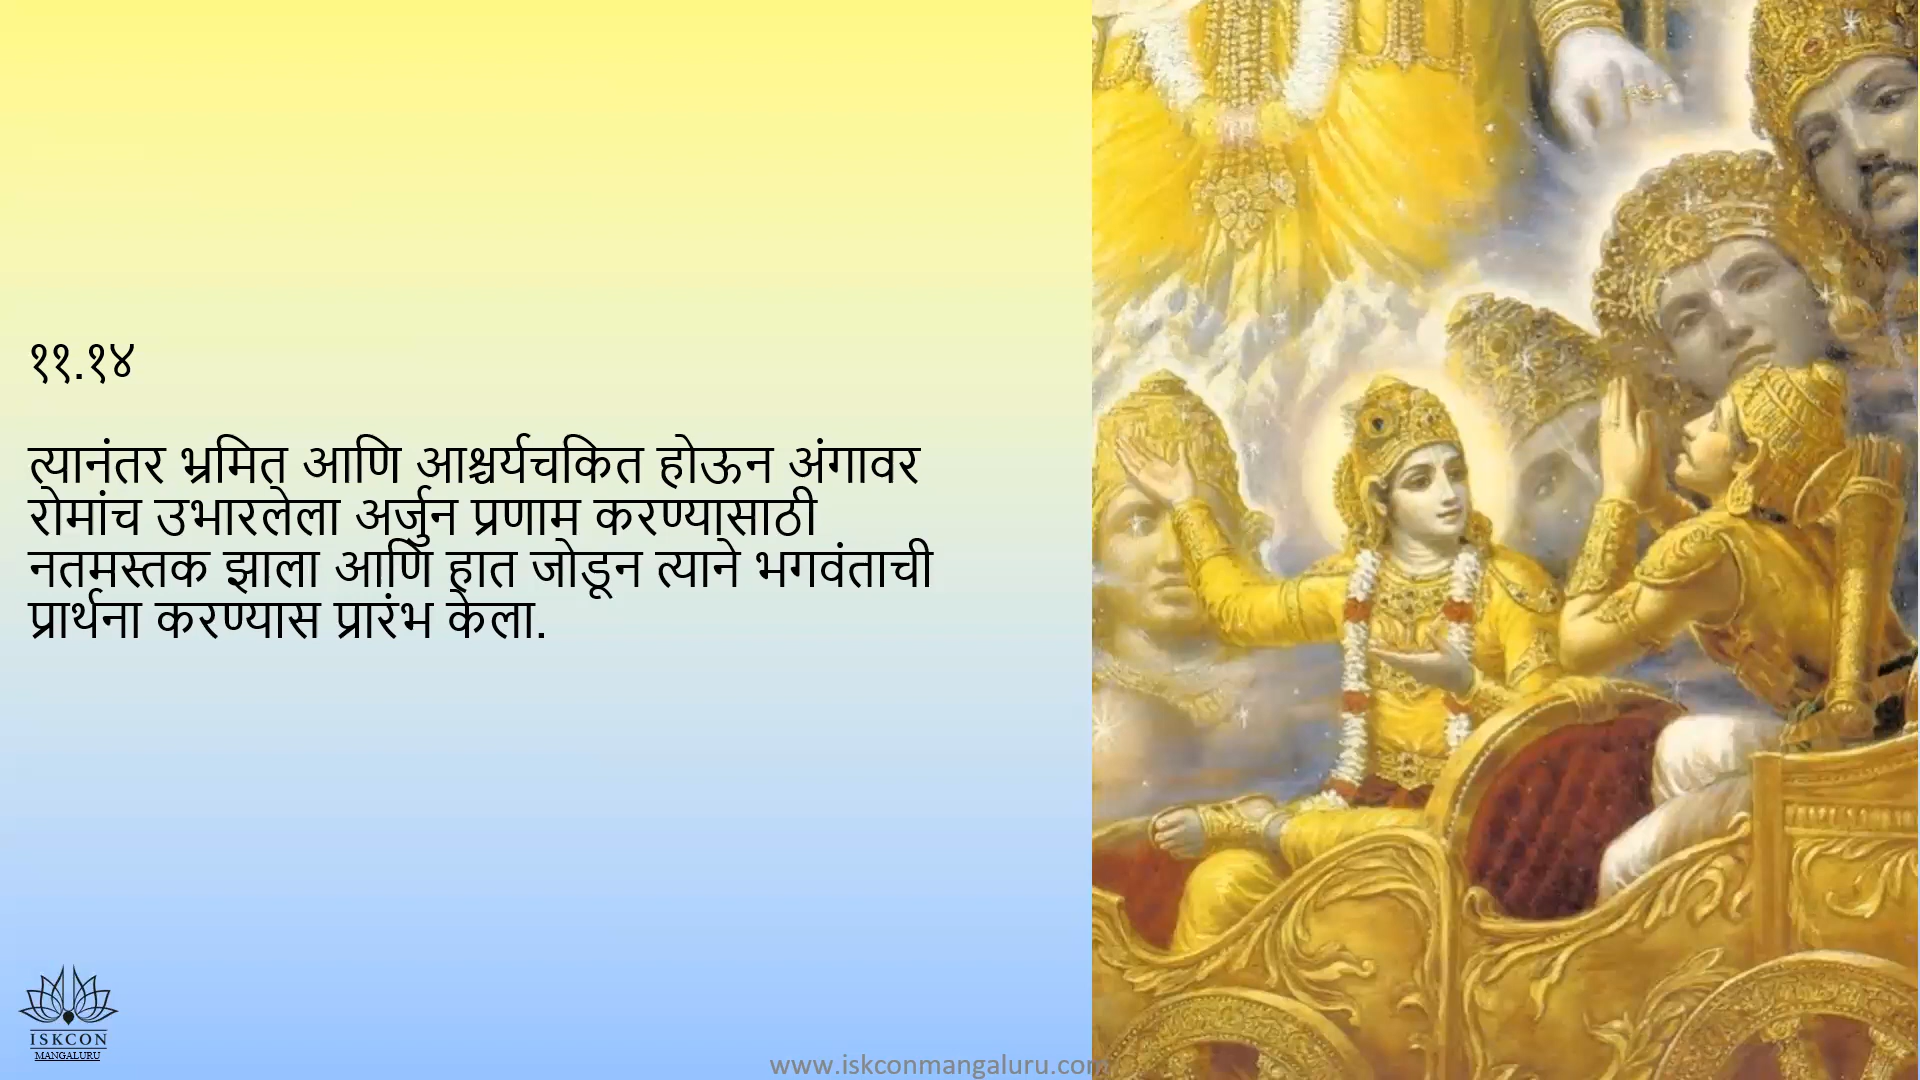 ११.१४
त्यानंतर भ्रमित आणि आश्चर्यचकित होऊन अंगावर
रोमांच उभारलेला अर्जुन प्रणाम करण्यासाठी
नतमस्तक झाला आणि हात जोडून त्याने भगवंताची
प्रार्थना करण्यास प्रारंभ केला.
ISKCON
MANGALURU
www.iskconmangaluru.com